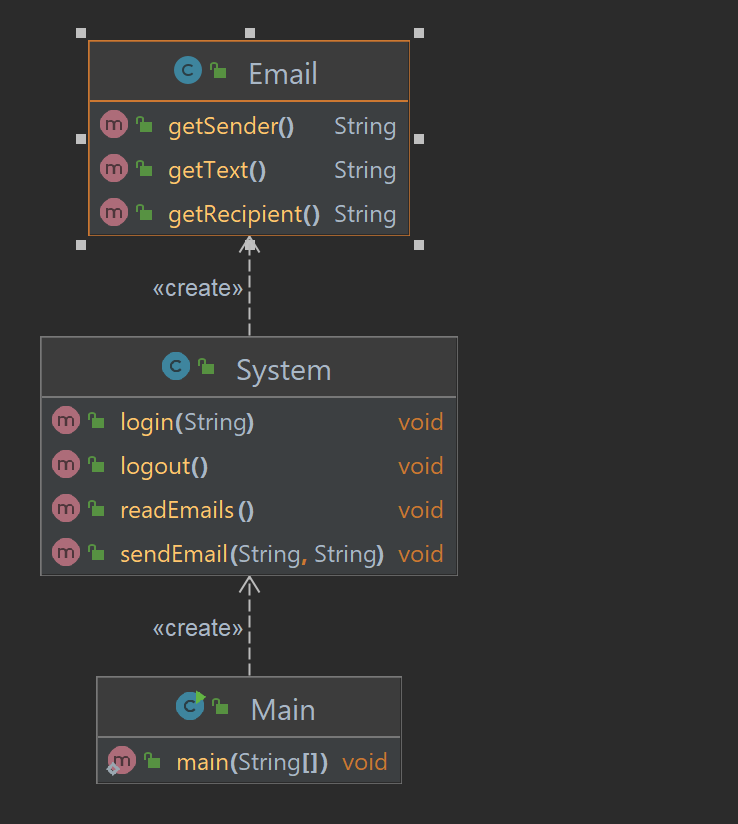 Email
getSender() String
getText() String
getRecipient() String
«create»
System
login(String) void
logout() void
readEmails() void
sendEmail(String, String) void
«create»
Main
main(String[]) void